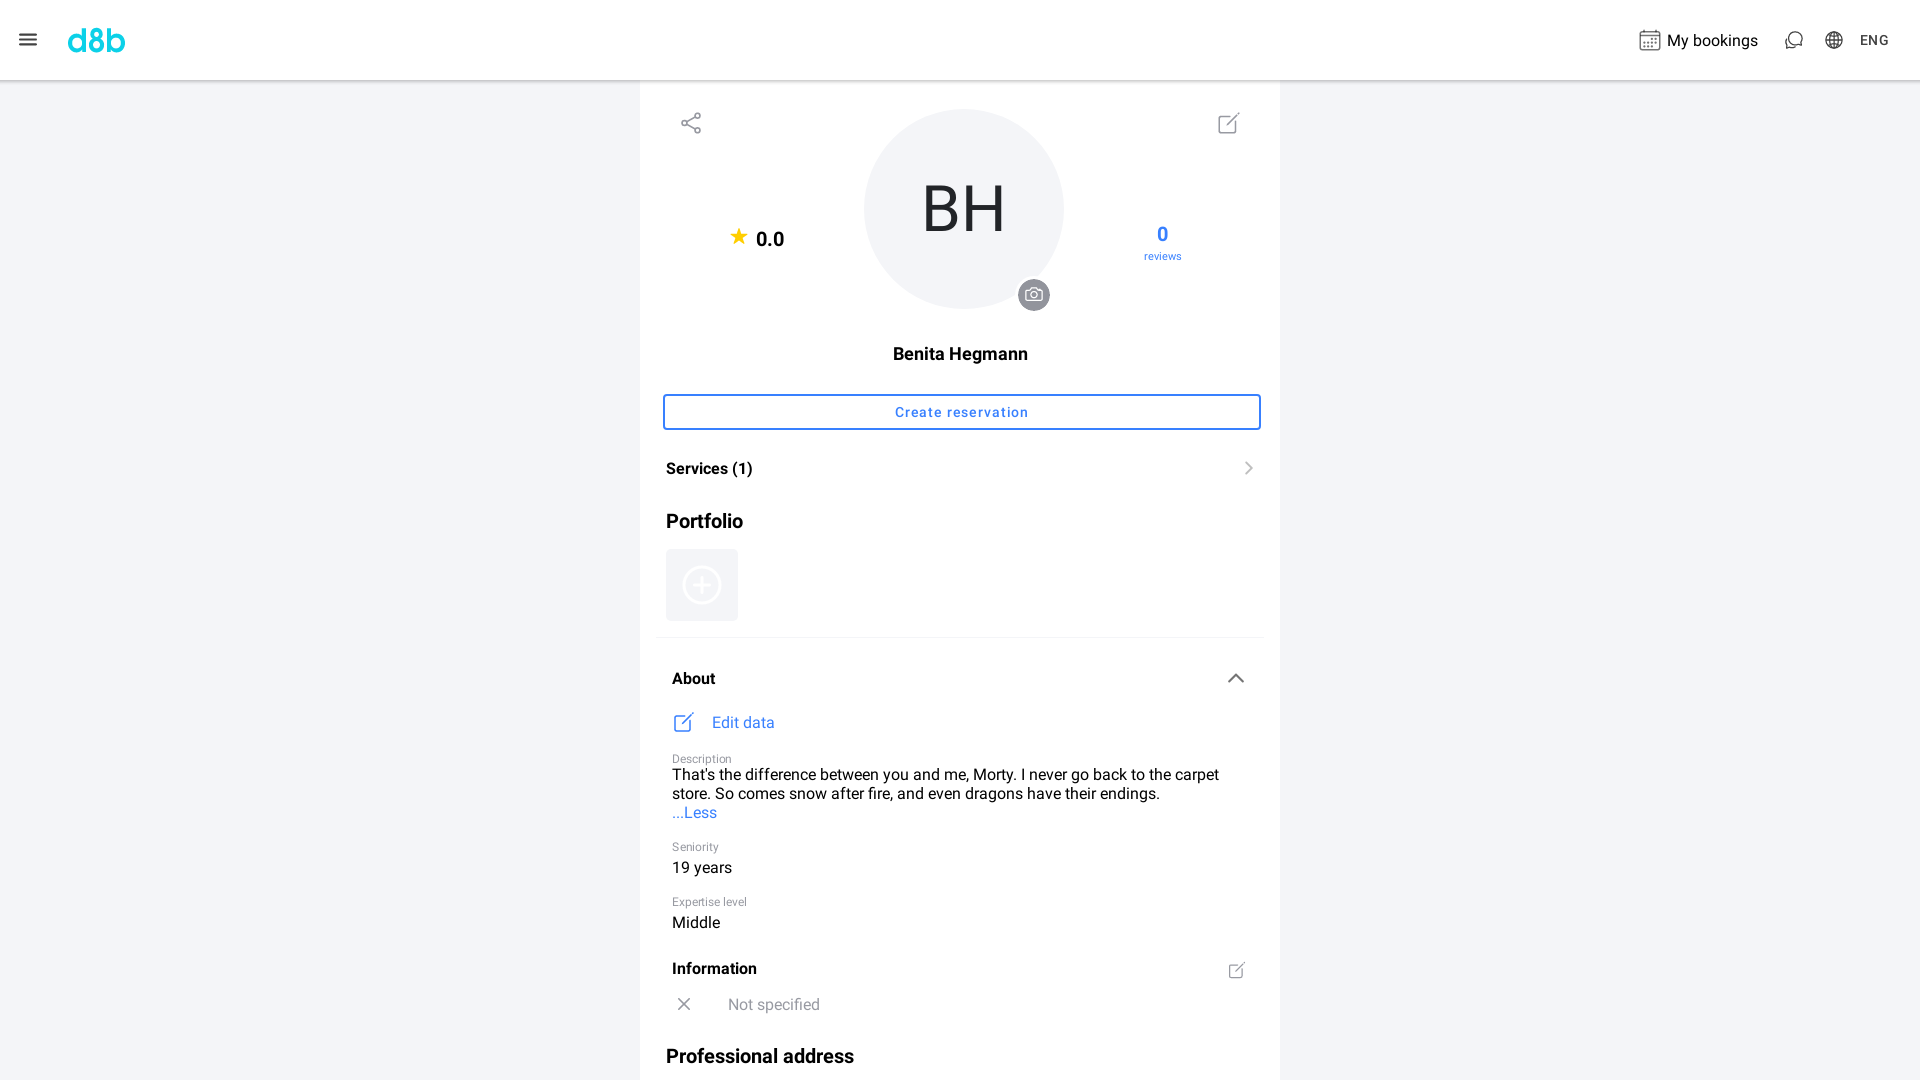 d8b
My bookings
ENG
BH
0.0
0
reviews
Benita Hegmann
Create reservation
Services (1)
Portfolio
About
Edit data
Description
That's the difference between you and me, Morty. I never go back to the carpet
store. So comes snow after fire, and even dragons have their endings.
...Less
Seniority
19 years
Expertise level
Middle
Information
Not specified
Professional address